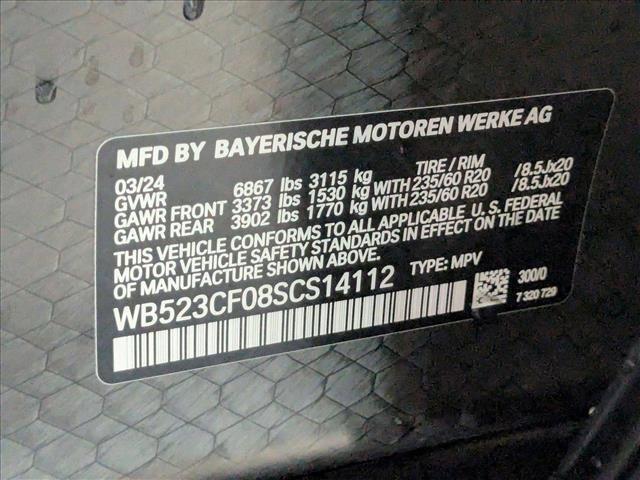 MFD BY BAYERISCHE MOTOREN WERKE AG
03/24 TIRE / RIM
GVWR 6867 lbs 3115 kg
GAWR FRONT 3373 lbs 1530 kg WITH 235/60 R20 /8.5Jx20
GAWR REAR 3902 lbs 1770 kg WITH 235/60 R20 /8.5Jx20
THIS VEHICLE CONFORMS TO ALL APPLICABLE U. S. FEDERAL
MOTOR VEHICLE SAFETY STANDARDS IN EFFECT ON THE DATE
OF MANUFACTURE SHOWN ABOVE.
WB523CF08SCS14112 TYPE: MPV 300/0
7 320 729